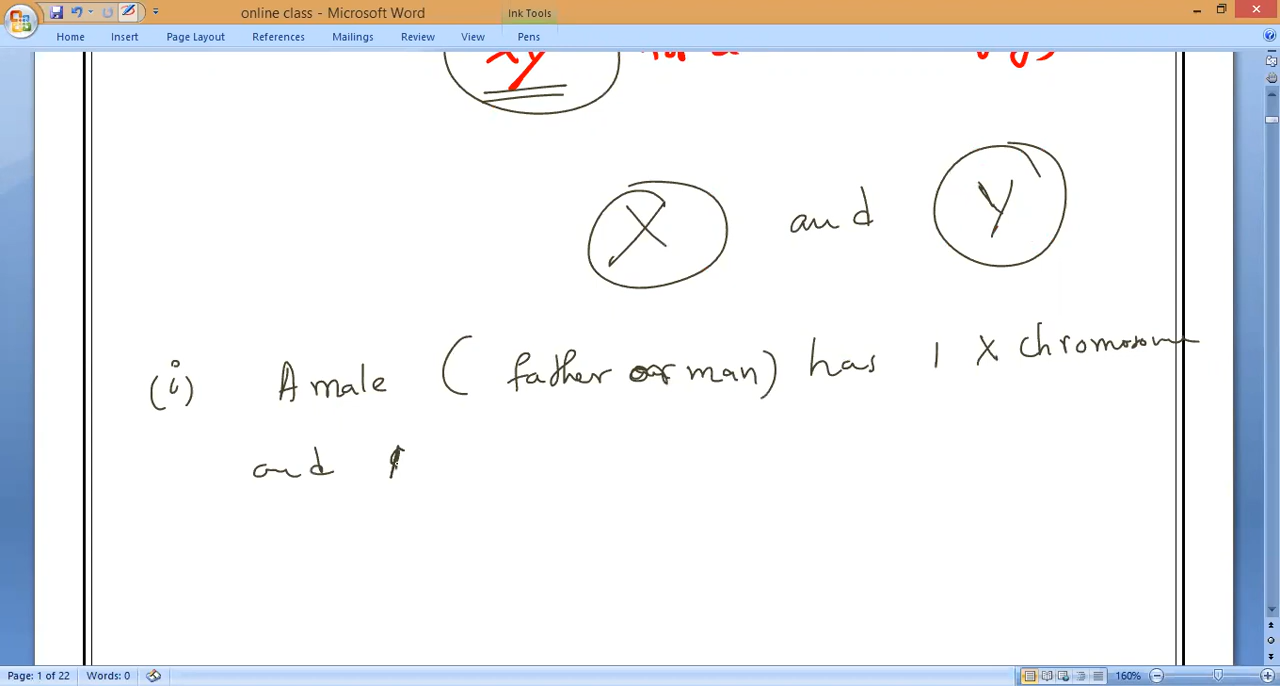 online class - Microsoft Word
Ink Tools
Home Insert Page Layout References Mailings Review View Pens
xy
X and Y
(i) A male ( father or man) has 1 X chromosome
and
Page: 1 of 22 Words: 0 160%